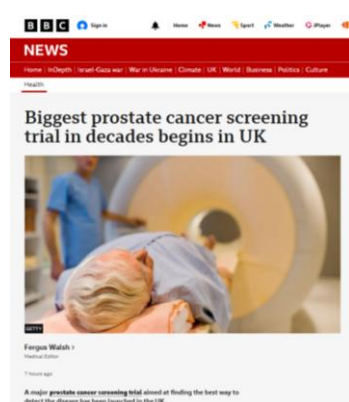 BBC Sign in Home News Sport Weather iPlayer
NEWS
Home InDepth Israel-Gaza war War in Ukraine Climate UK World Business Politics Culture
Health
Biggest prostate cancer screening
trial in decades begins in UK
GETTY
Fergus Walsh
Medical Editor
7 hours ago
A major prostate cancer screening trial aimed at finding the best way to
detect the disease has been launched in the UK.